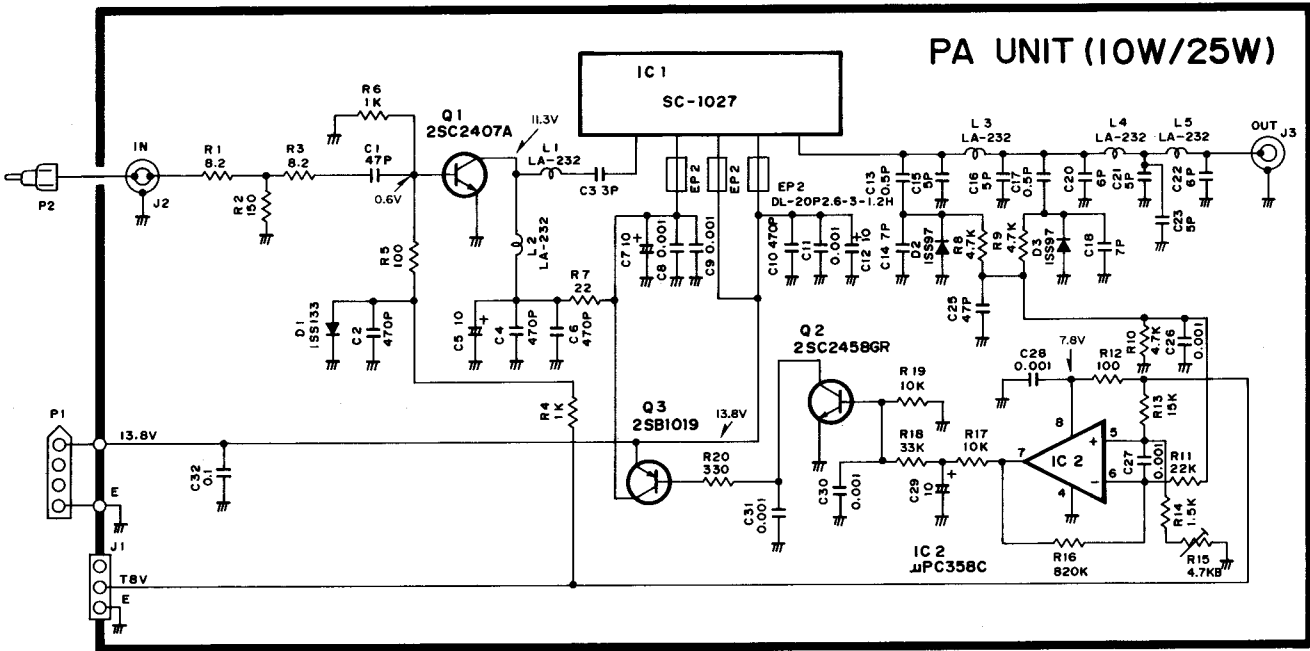 PA UNIT (10W/25W)
IC 1
SC-1027
R6
1K
Q1
2SC2407A
11.3V
L1
LA-232
C3 3P
IN
J2
P2
R1
8.2
R3
8.2
C1
47P
R2
150
0.6V
R5
100
L2
LA-232
EP2
EP2
EP2
DL-20P2.6-3-1.2H
L3
LA-232
L4
LA-232
L5
LA-232
OUT
J3
C13
0.5P
C15
5P
C16
5P
C17
0.5P
C20
6P
C21
5P
C22
6P
C23
5P
C7 10
+
C8 0.001
C9 0.001
C10 470P
C11
0.001
C12 10
+
C14 7P
D2
1SS97
R8
4.7K
R9
4.7K
D3
1SS97
C18
7P
D1
1SS133
C2
470P
C5 10
+
C4
470P
C6
470P
R7
22
C25
47P
R10
4.7K
C26
0.001
Q2
2SC2458GR
C28
0.001
7.8V
R12
100
R13
15K
R4
1K
Q3
2SB1019
13.8V
R19
10K
R18
33K
R17
10K
7
8
5
+
IC 2
6
−
4
C27
0.001
R11
22K
R14
1.5K
R15
4.7KB
R16
820K
IC 2
µPC358C
R20
330
C31
0.001
C30
0.001
C29
10
+
P1
13.8V
C32
0.1
E
J1
T8V
E